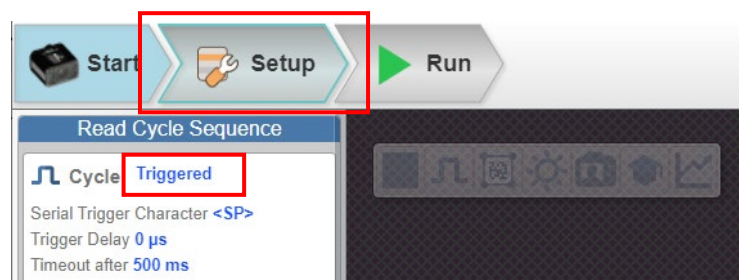 Start Setup Run
Read Cycle Sequence
Cycle Triggered
Serial Trigger Character <SP>
Trigger Delay 0 µs
Timeout after 500 ms